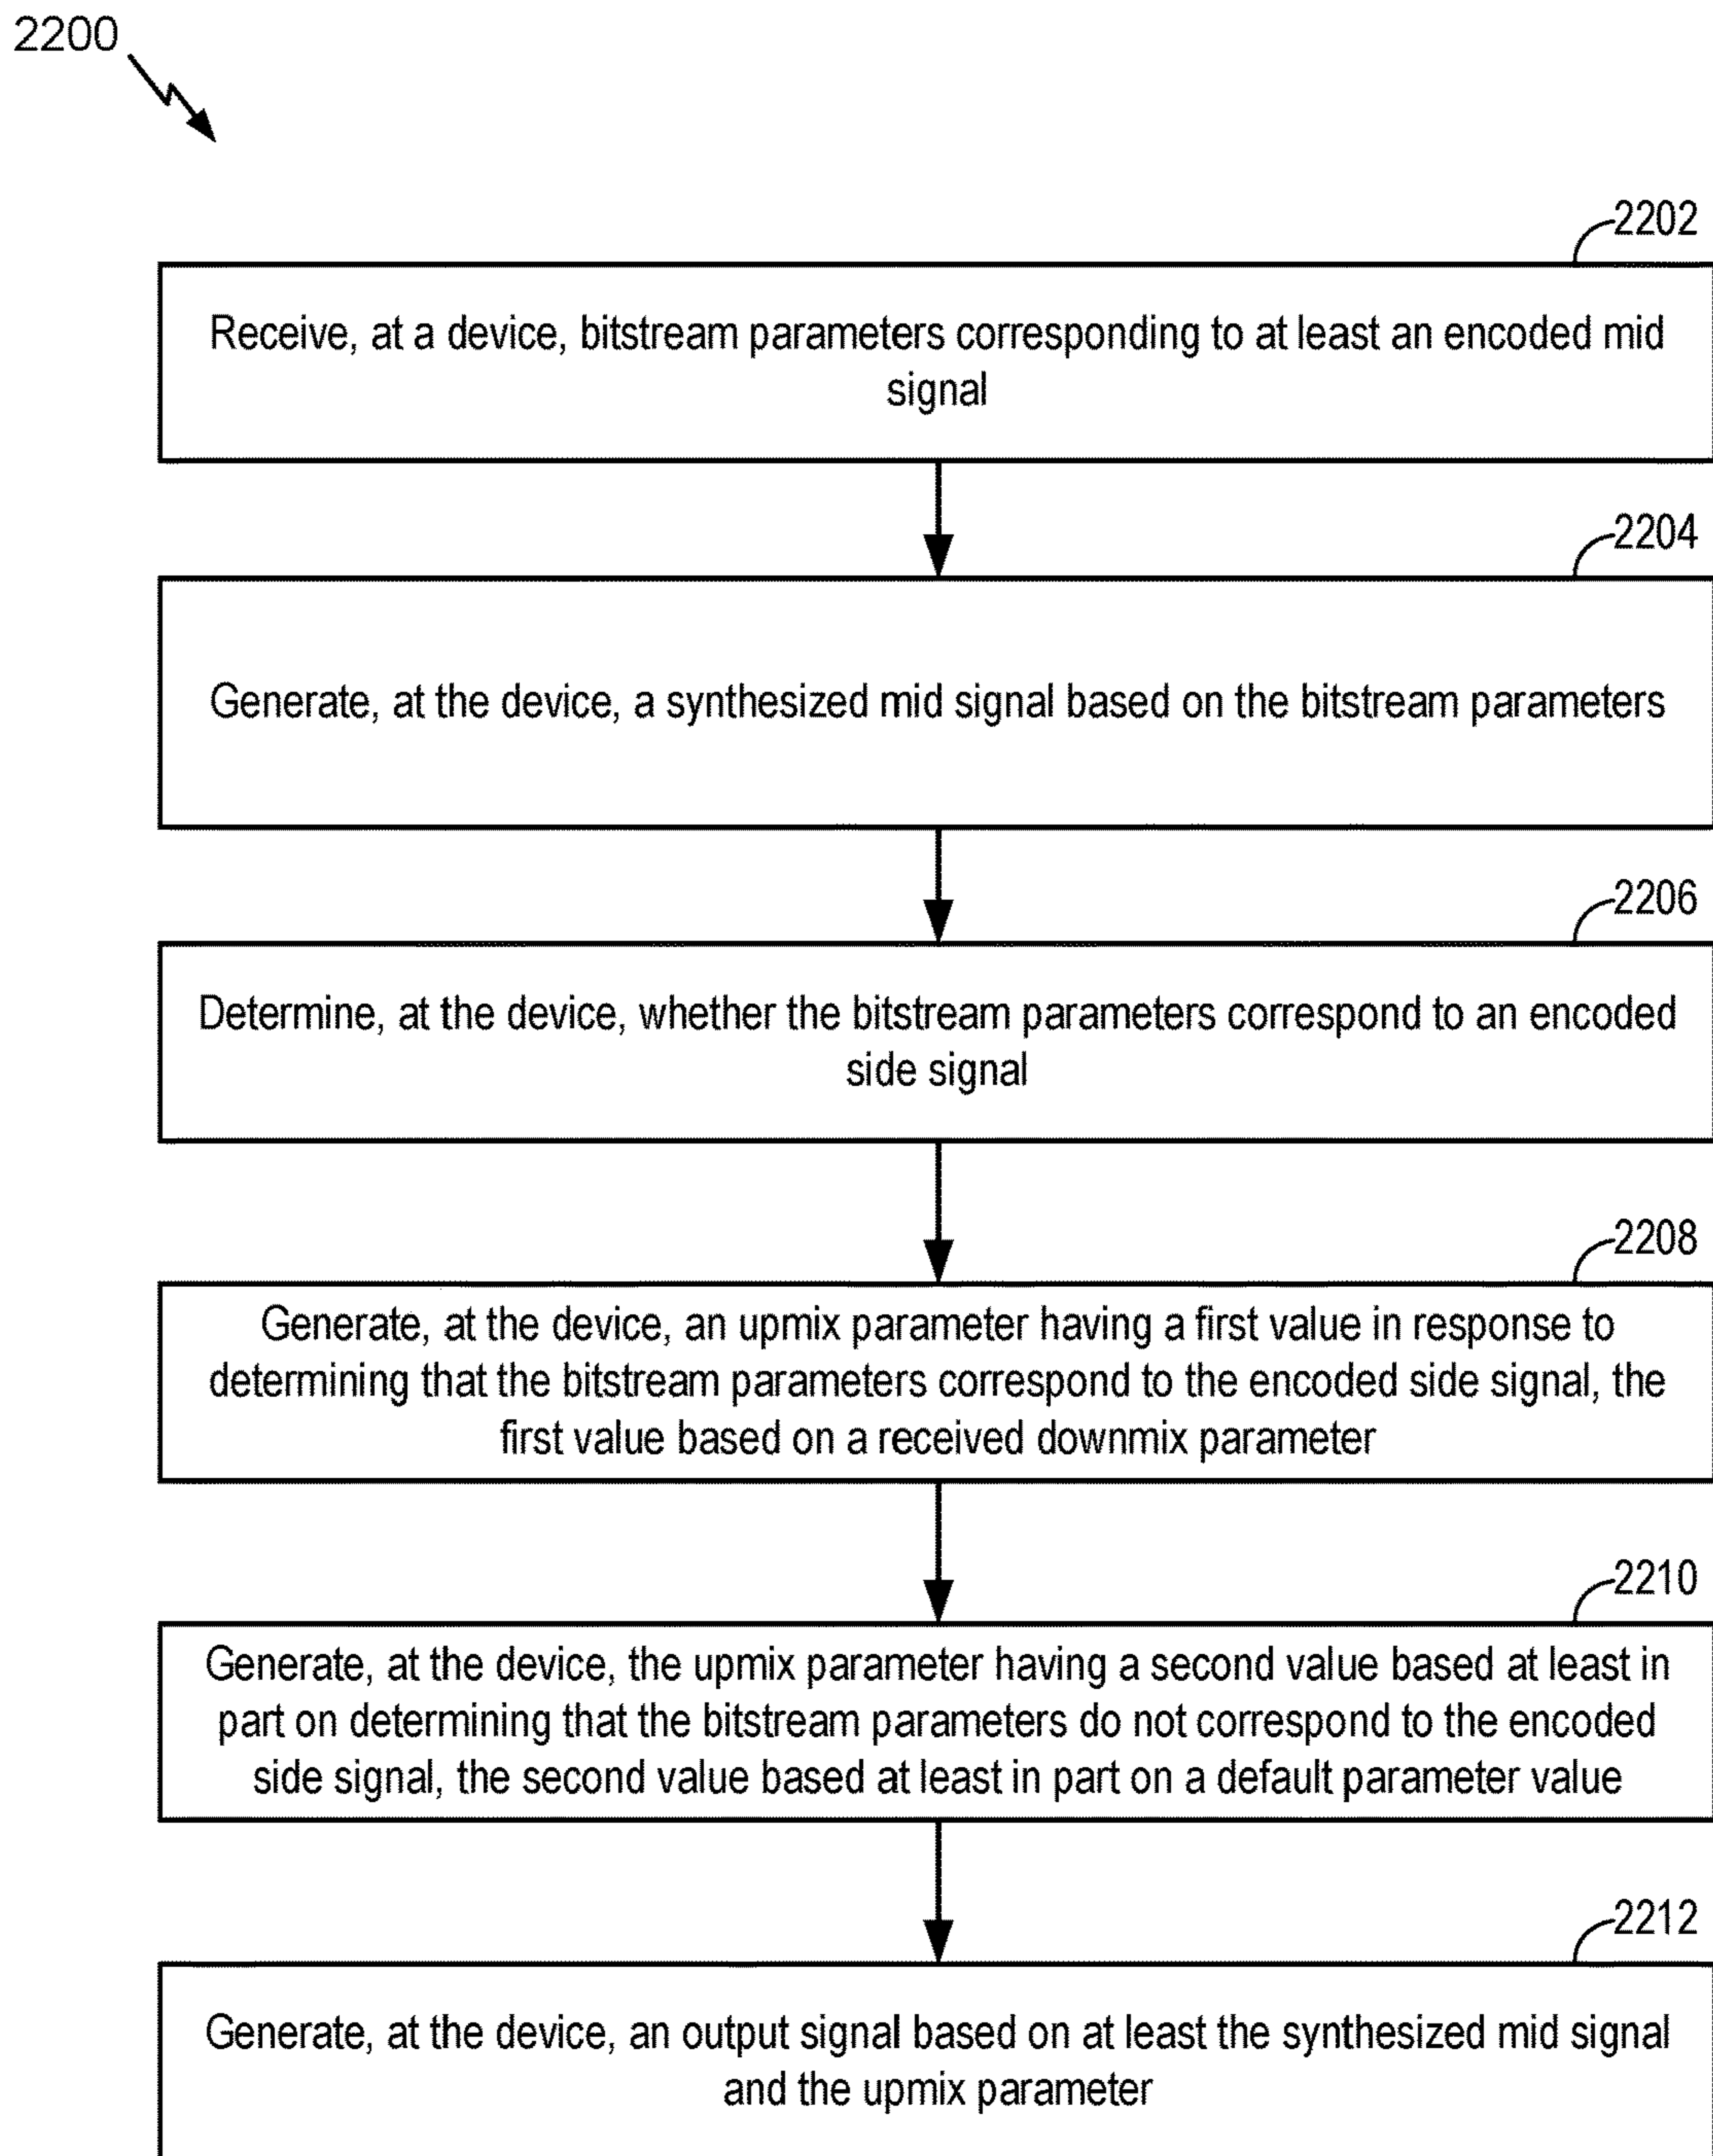 2200
2202
Receive, at a device, bitstream parameters corresponding to at least an encoded mid
signal
2204
Generate, at the device, a synthesized mid signal based on the bitstream parameters
2206
Determine, at the device, whether the bitstream parameters correspond to an encoded
side signal
2208
Generate, at the device, an upmix parameter having a first value in response to
determining that the bitstream parameters correspond to the encoded side signal, the
first value based on a received downmix parameter
2210
Generate, at the device, the upmix parameter having a second value based at least in
part on determining that the bitstream parameters do not correspond to the encoded
side signal, the second value based at least in part on a default parameter value
2212
Generate, at the device, an output signal based on at least the synthesized mid signal
and the upmix parameter